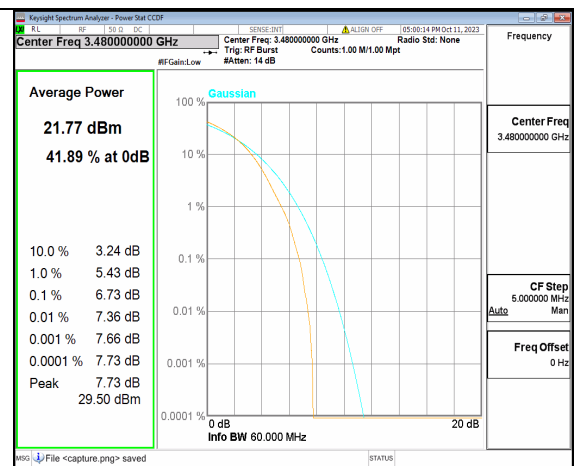 Keysight Spectrum Analyzer - Power Stat CCDF
RL RF 50 Ω DC SENSE:INT ALIGN OFF 05:00:14 PM Oct 11, 2023
Center Freq 3.480000000 GHz
Center Freq: 3.480000000 GHz Radio Std: None
Trig: RF Burst Counts:1.00 M/1.00 Mpt
#IFGain:Low #Atten: 14 dB
Frequency
Average Power
21.77 dBm
41.89 % at 0dB
10.0 % 3.24 dB
1.0 % 5.43 dB
0.1 % 6.73 dB
0.01 % 7.36 dB
0.001 % 7.66 dB
0.0001 % 7.73 dB
Peak 7.73 dB
29.50 dBm
Gaussian
100 %
10 %
1 %
0.1 %
0.01 %
0.001 %
0.0001 %
0 dB 20 dB
Info BW 60.000 MHz
Center Freq
3.480000000 GHz
CF Step
5.000000 MHz
Auto Man
Freq Offset
0 Hz
MSG File <capture.png> saved STATUS